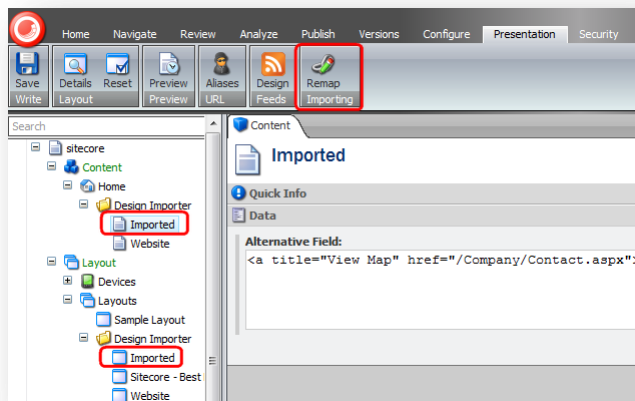 Home Navigate Review Analyze Publish Versions Configure Presentation Security
Save Details Reset Preview Aliases Design Remap
Write Layout Preview URL Feeds Importing
Search
sitecore
Content
Home
Design Importer
Imported
Website
Layout
Devices
Layouts
Sample Layout
Design Importer
Imported
Sitecore - Best
Website
Content
Imported
Quick Info
Data
Alternative Field:
<a title="View Map" href="/Company/Contact.aspx">